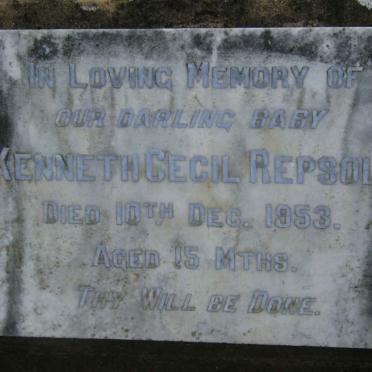 In Loving Memory of
our darling baby
Kenneth Cecil Repsol
Died 10th Dec. 1953.
Aged 15 Mths.
Thy Will be Done.